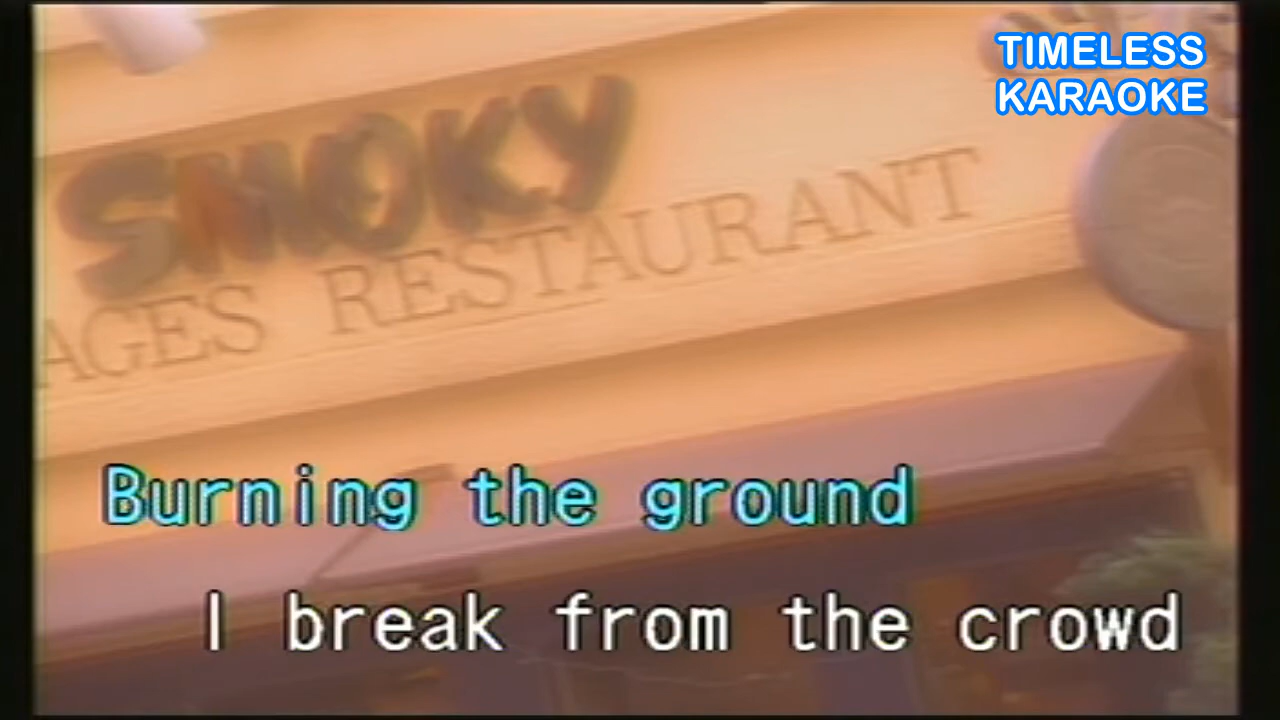 TIMELESS
KARAOKE
SMOKY
AGES RESTAURANT
Burning the ground
I break from the crowd